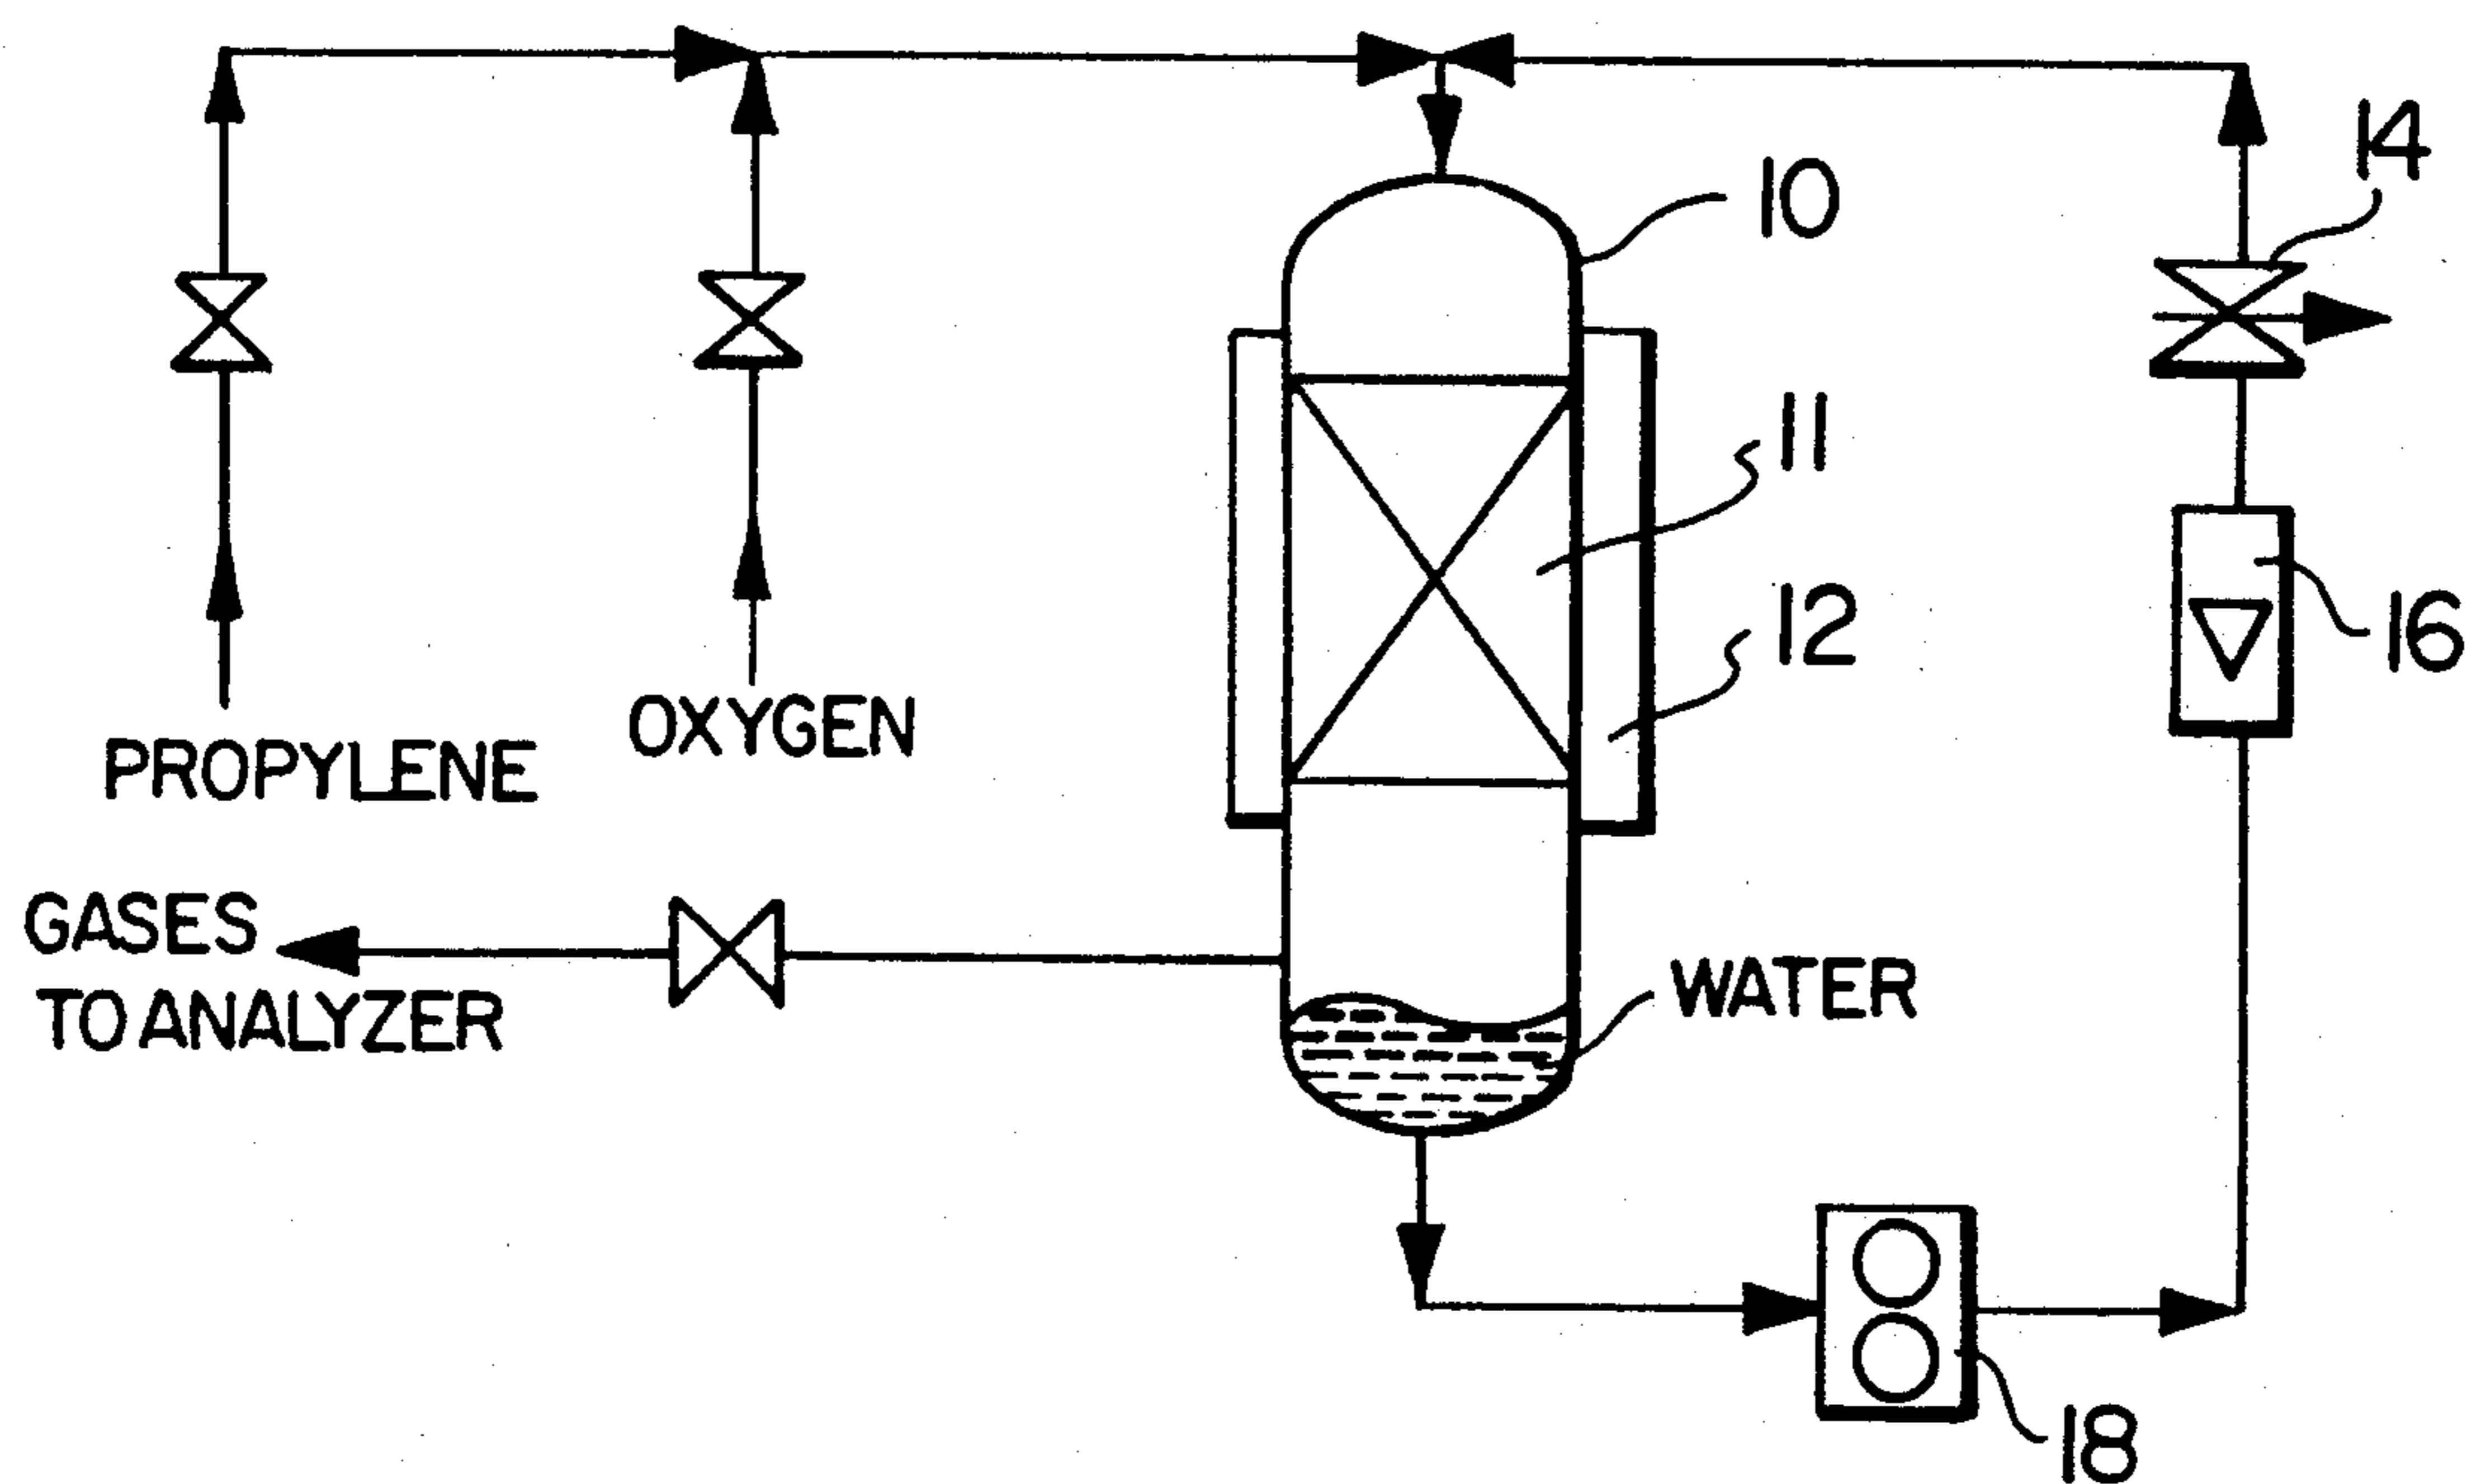 14
10
11
12
16
OXYGEN
PROPYLENE
GASES
TO ANALYZER
WATER
18